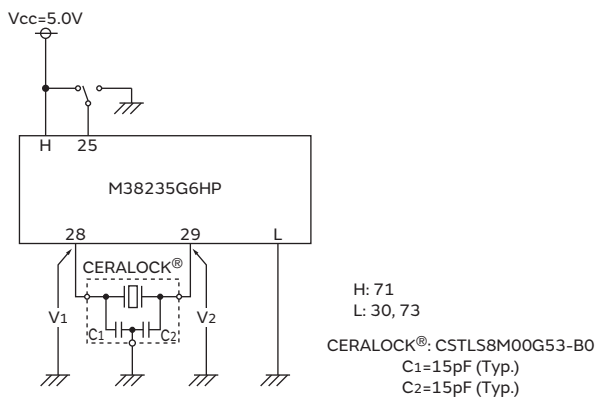 Vcc=5.0V
H 25
M38235G6HP
28 29 L
CERALOCK®
V1 V2
C1 C2
H: 71
L: 30, 73
CERALOCK®: CSTLS8M00G53-B0
C1=15pF (Typ.)
C2=15pF (Typ.)